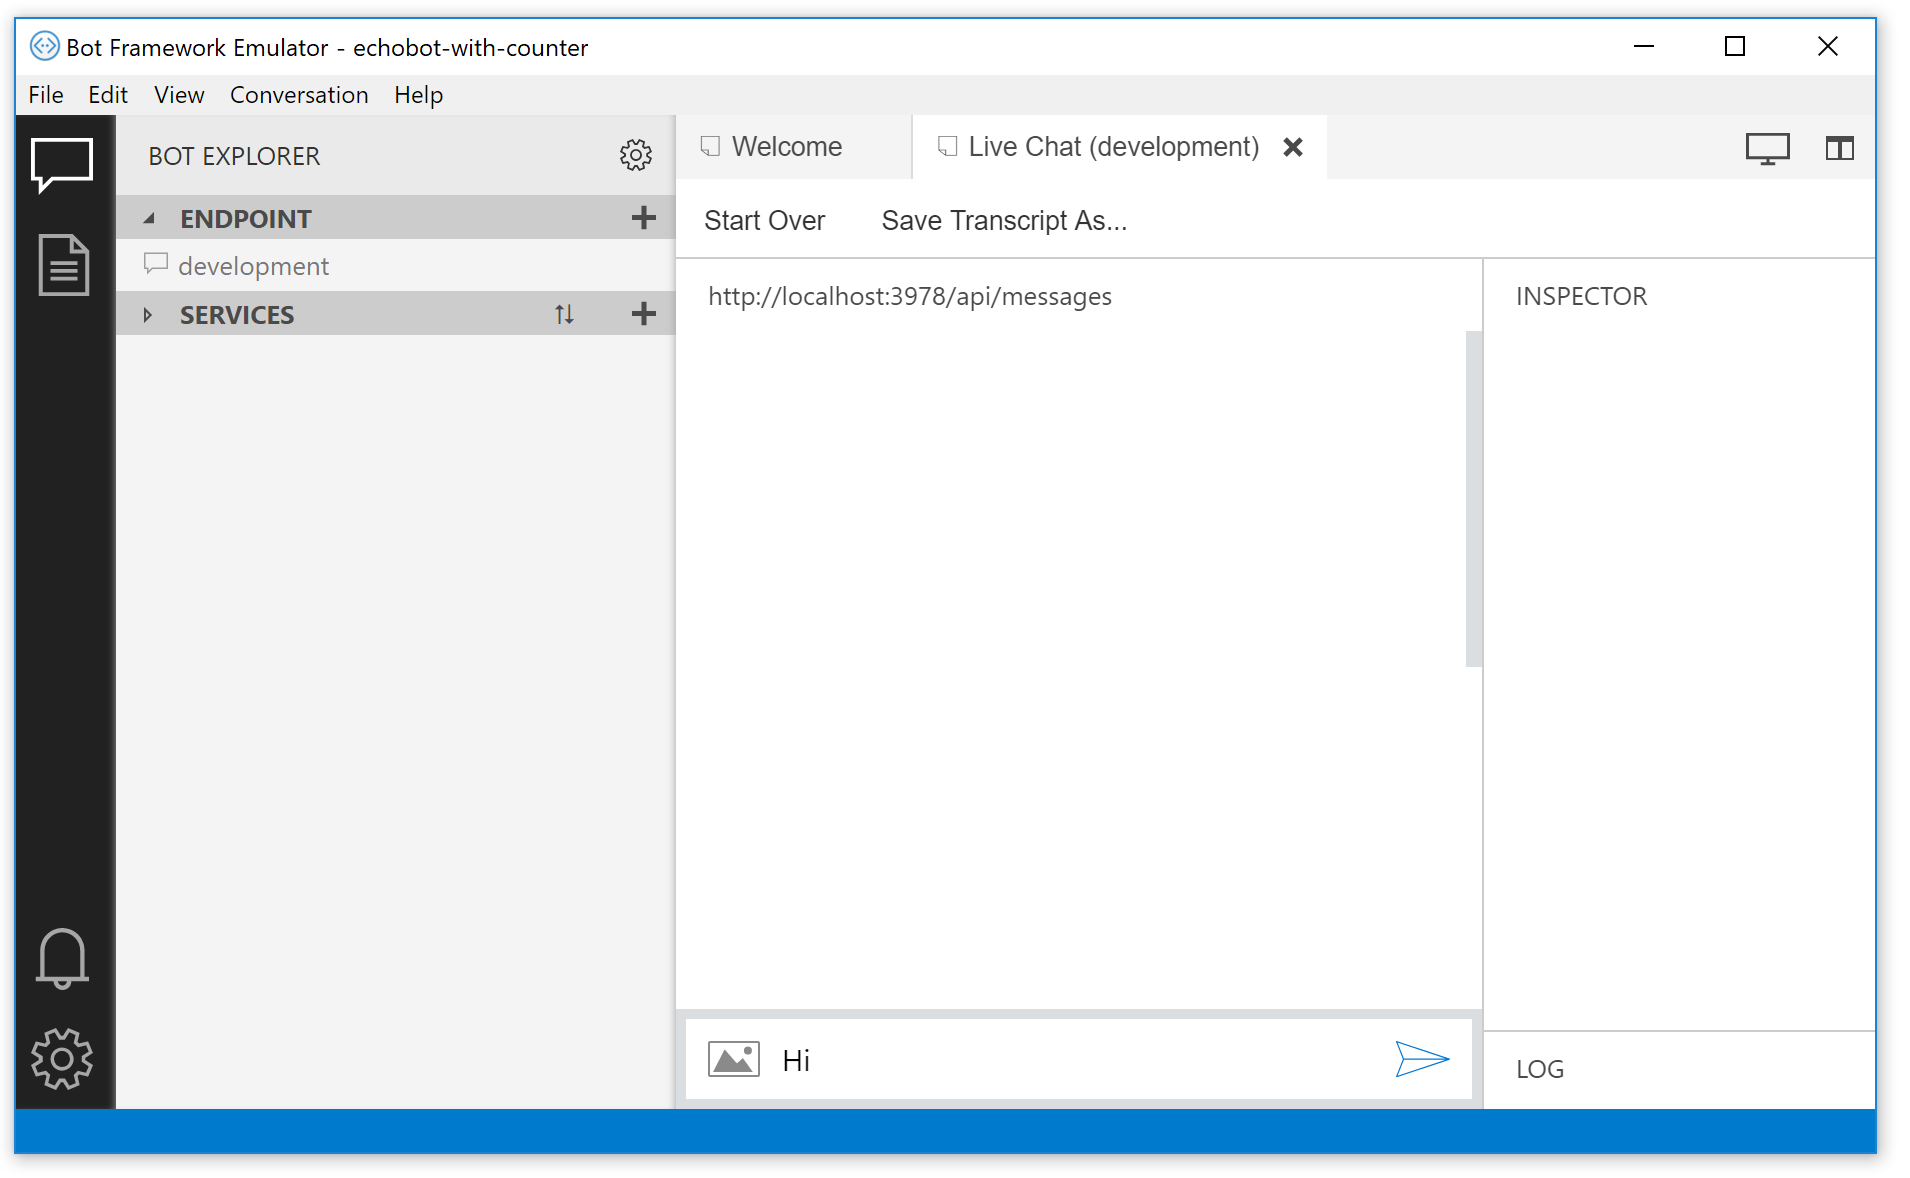 Bot Framework Emulator - echobot-with-counter
File Edit View Conversation Help
BOT EXPLORER
ENDPOINT
development
SERVICES
Welcome
Live Chat (development)
Start Over Save Transcript As...
http://localhost:3978/api/messages
Hi
INSPECTOR
LOG